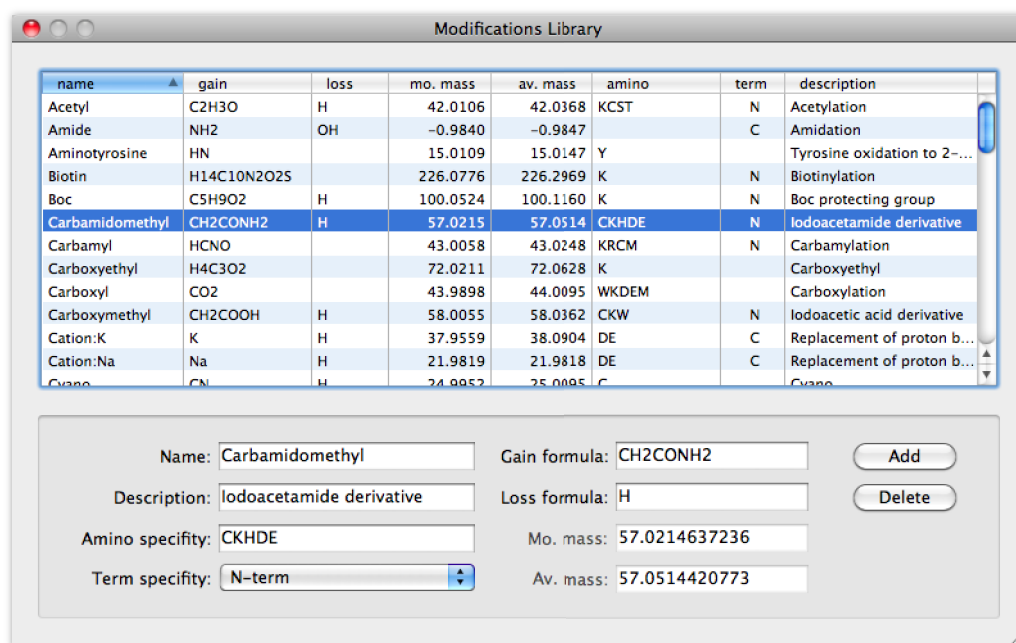 Modifications Library
name gain loss mo. mass av. mass amino term description
Acetyl C2H3O H 42.0106 42.0368 KCST N Acetylation
Amide NH2 OH -0.9840 -0.9847 C Amidation
Aminotyrosine HN 15.0109 15.0147 Y Tyrosine oxidation to 2-...
Biotin H14C10N2O2S 226.0776 226.2969 K N Biotinylation
Boc C5H9O2 H 100.0524 100.1160 K N Boc protecting group
Carbamidomethyl CH2CONH2 H 57.0215 57.0514 CKHDE N Iodoacetamide derivative
Carbamyl HCNO 43.0058 43.0248 KRCM N Carbamylation
Carboxyethyl H4C3O2 72.0211 72.0628 K Carboxyethyl
Carboxyl CO2 43.9898 44.0095 WKDEM Carboxylation
Carboxymethyl CH2COOH H 58.0055 58.0362 CKW N Iodoacetic acid derivative
Cation:K K H 37.9559 38.0904 DE C Replacement of proton b...
Cation:Na Na H 21.9819 21.9818 DE C Replacement of proton b...
Cyano CN H 24.9952 25.0095 C Cyano
Name: Carbamidomethyl Gain formula: CH2CONH2 Add
Description: Iodoacetamide derivative Loss formula: H Delete
Amino specifity: CKHDE Mo. mass: 57.0214637236
Term specifity: N-term Av. mass: 57.0514420773